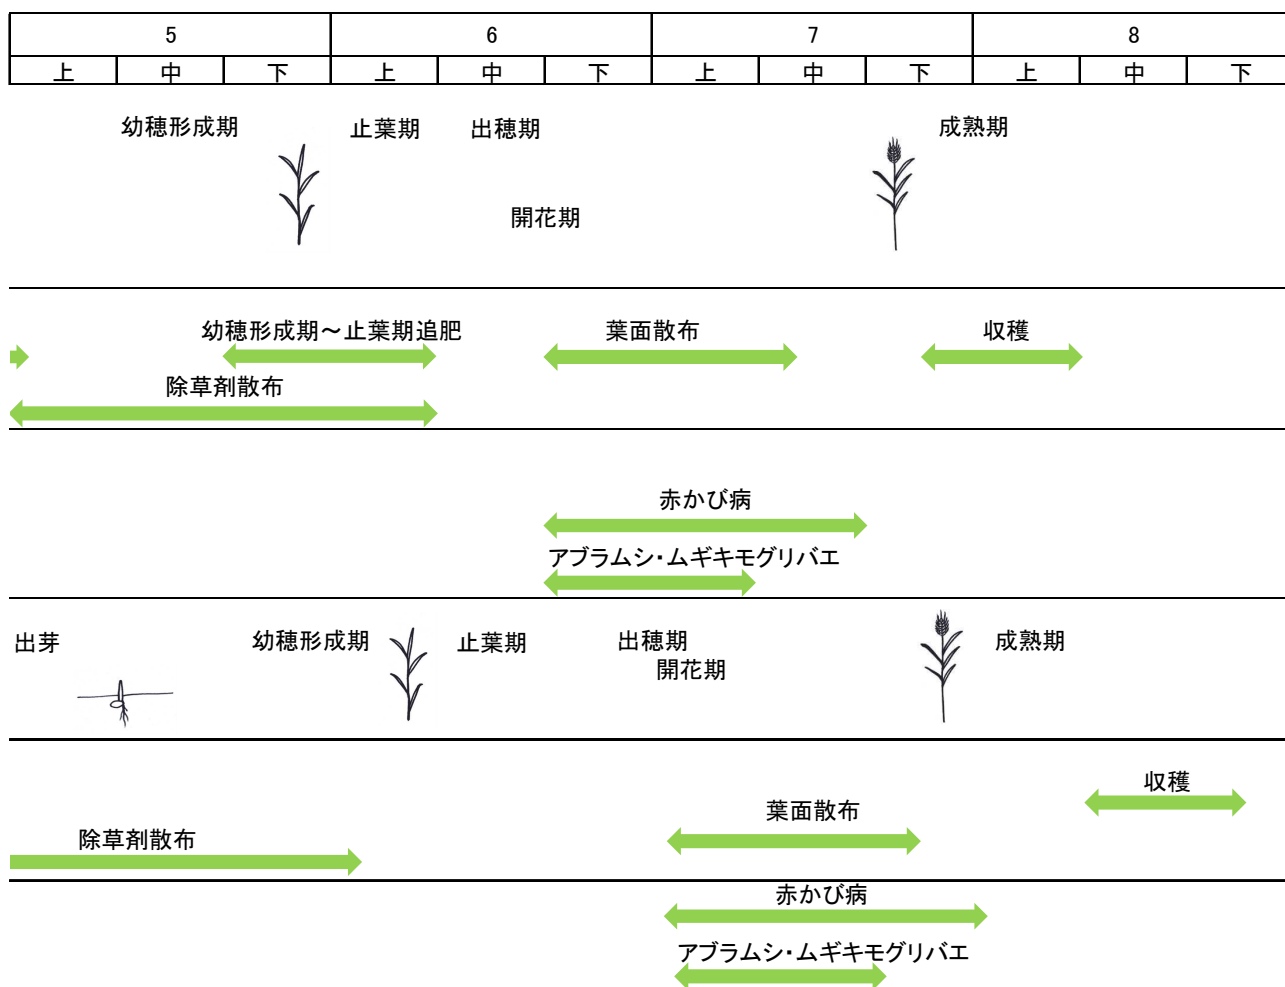 5 6 7 8
上 中 下 上 中 下 上 中 下 上 中 下
幼穂形成期 止葉期 出穂期 成熟期
開花期
幼穂形成期～止葉期追肥 葉面散布 収穫
除草剤散布
赤かび病
アブラムシ・ムギキモグリバエ
出芽 幼穂形成期 止葉期 出穂期 成熟期
開花期
収穫
葉面散布
除草剤散布
赤かび病
アブラムシ・ムギキモグリバエ